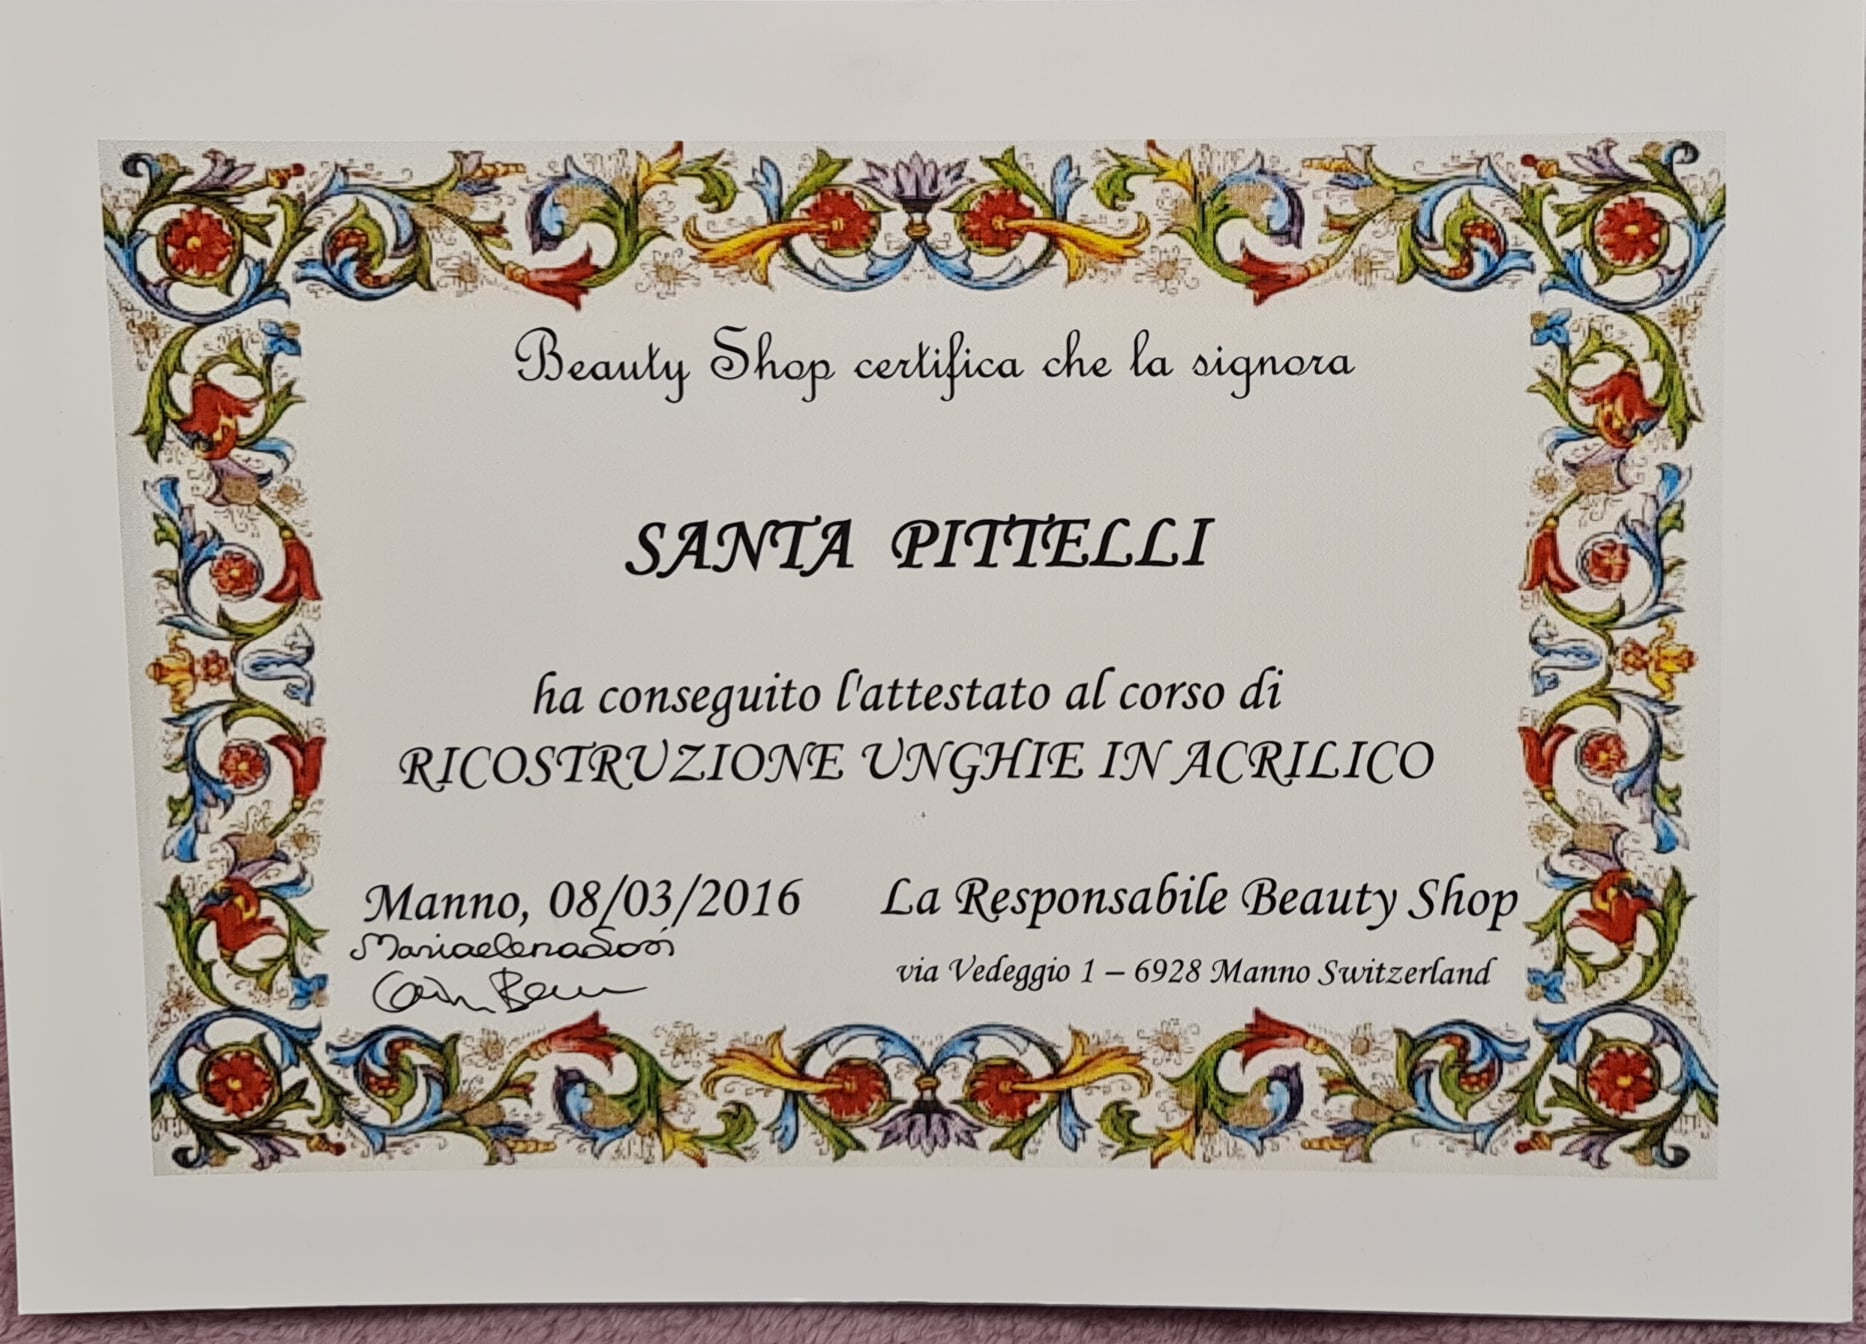 Beauty Shop certifica che la signora
SANTA PITTELLI
ha conseguito l'attestato al corso di
RICOSTRUZIONE UNGHIE IN ACRILICO
Manno, 08/03/2016
La Responsabile Beauty Shop
via Vedeggio 1 – 6928 Manno Switzerland